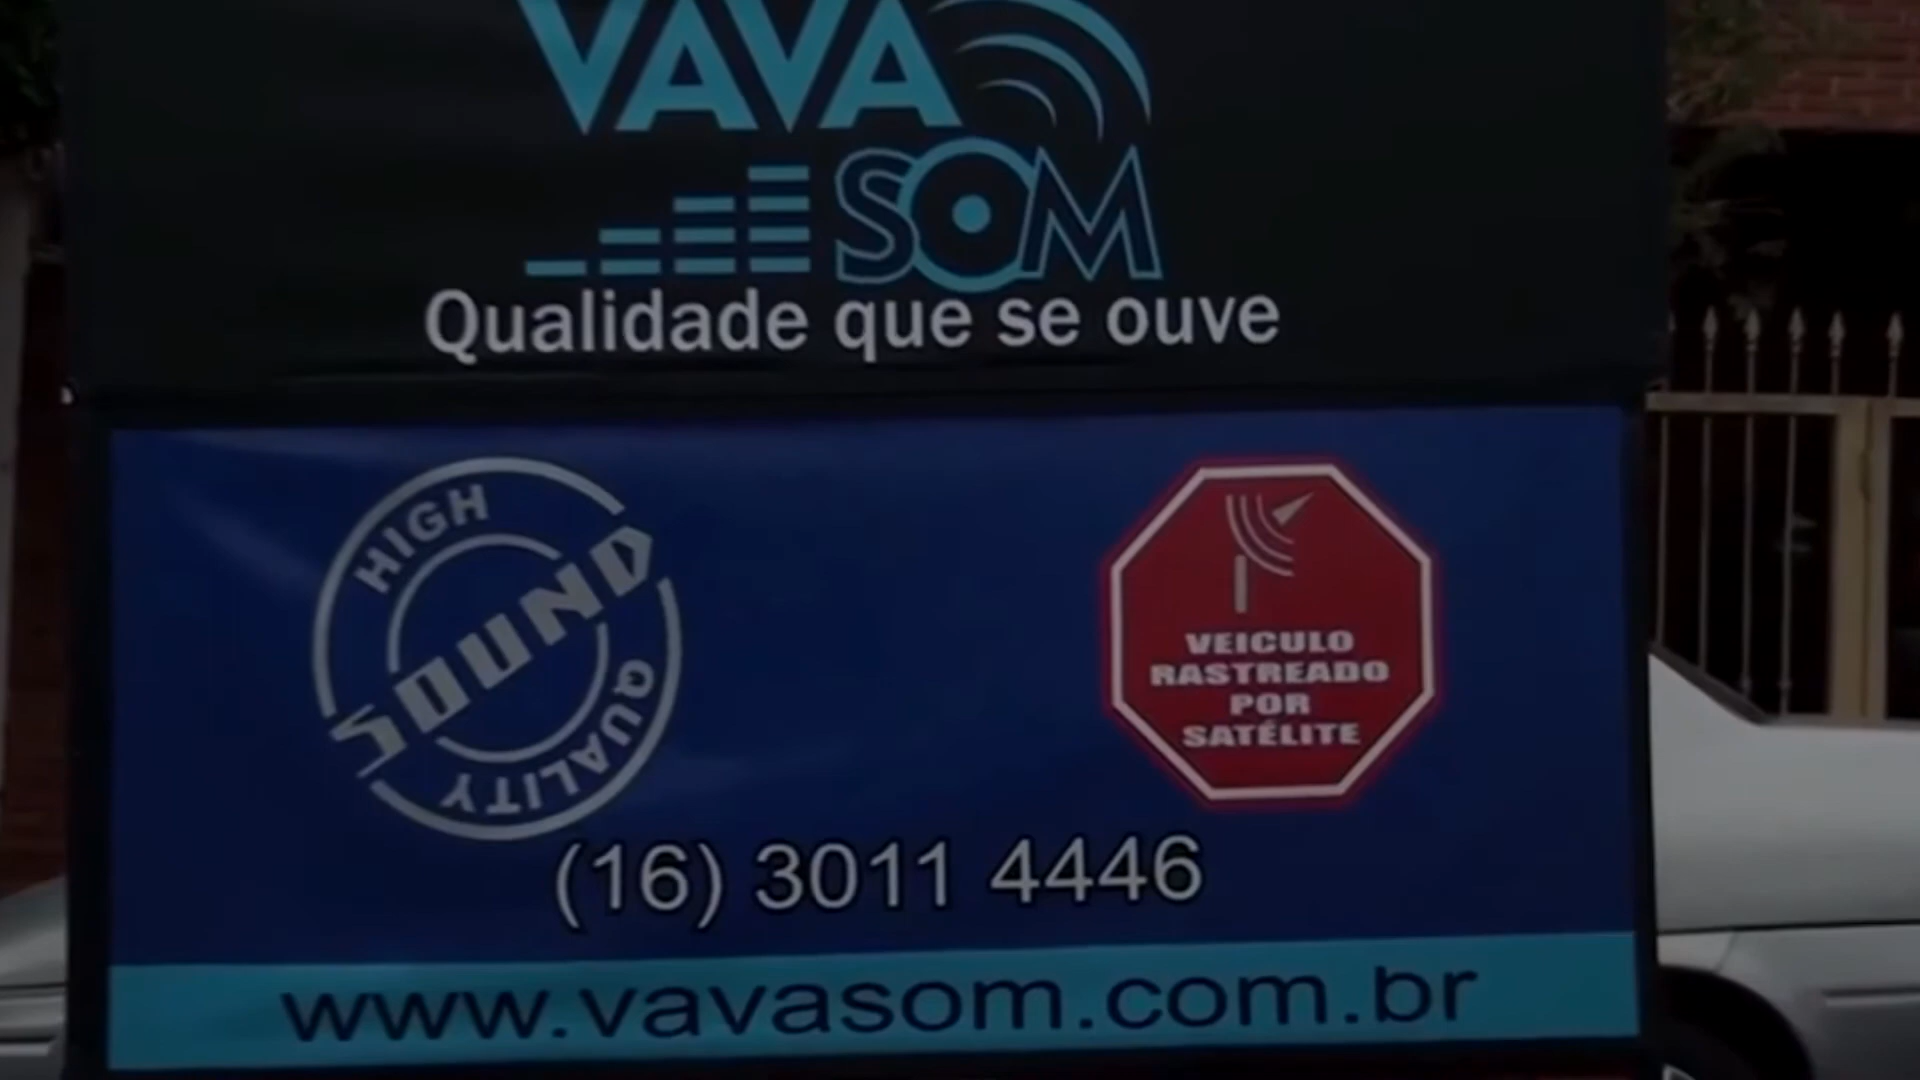 VAVA
SOM
Qualidade que se ouve
HIGH
SOUND
QUALITY
VEICULO
RASTREADO
POR
SATÉLITE
(16) 3011 4446
www.vavasom.com.br